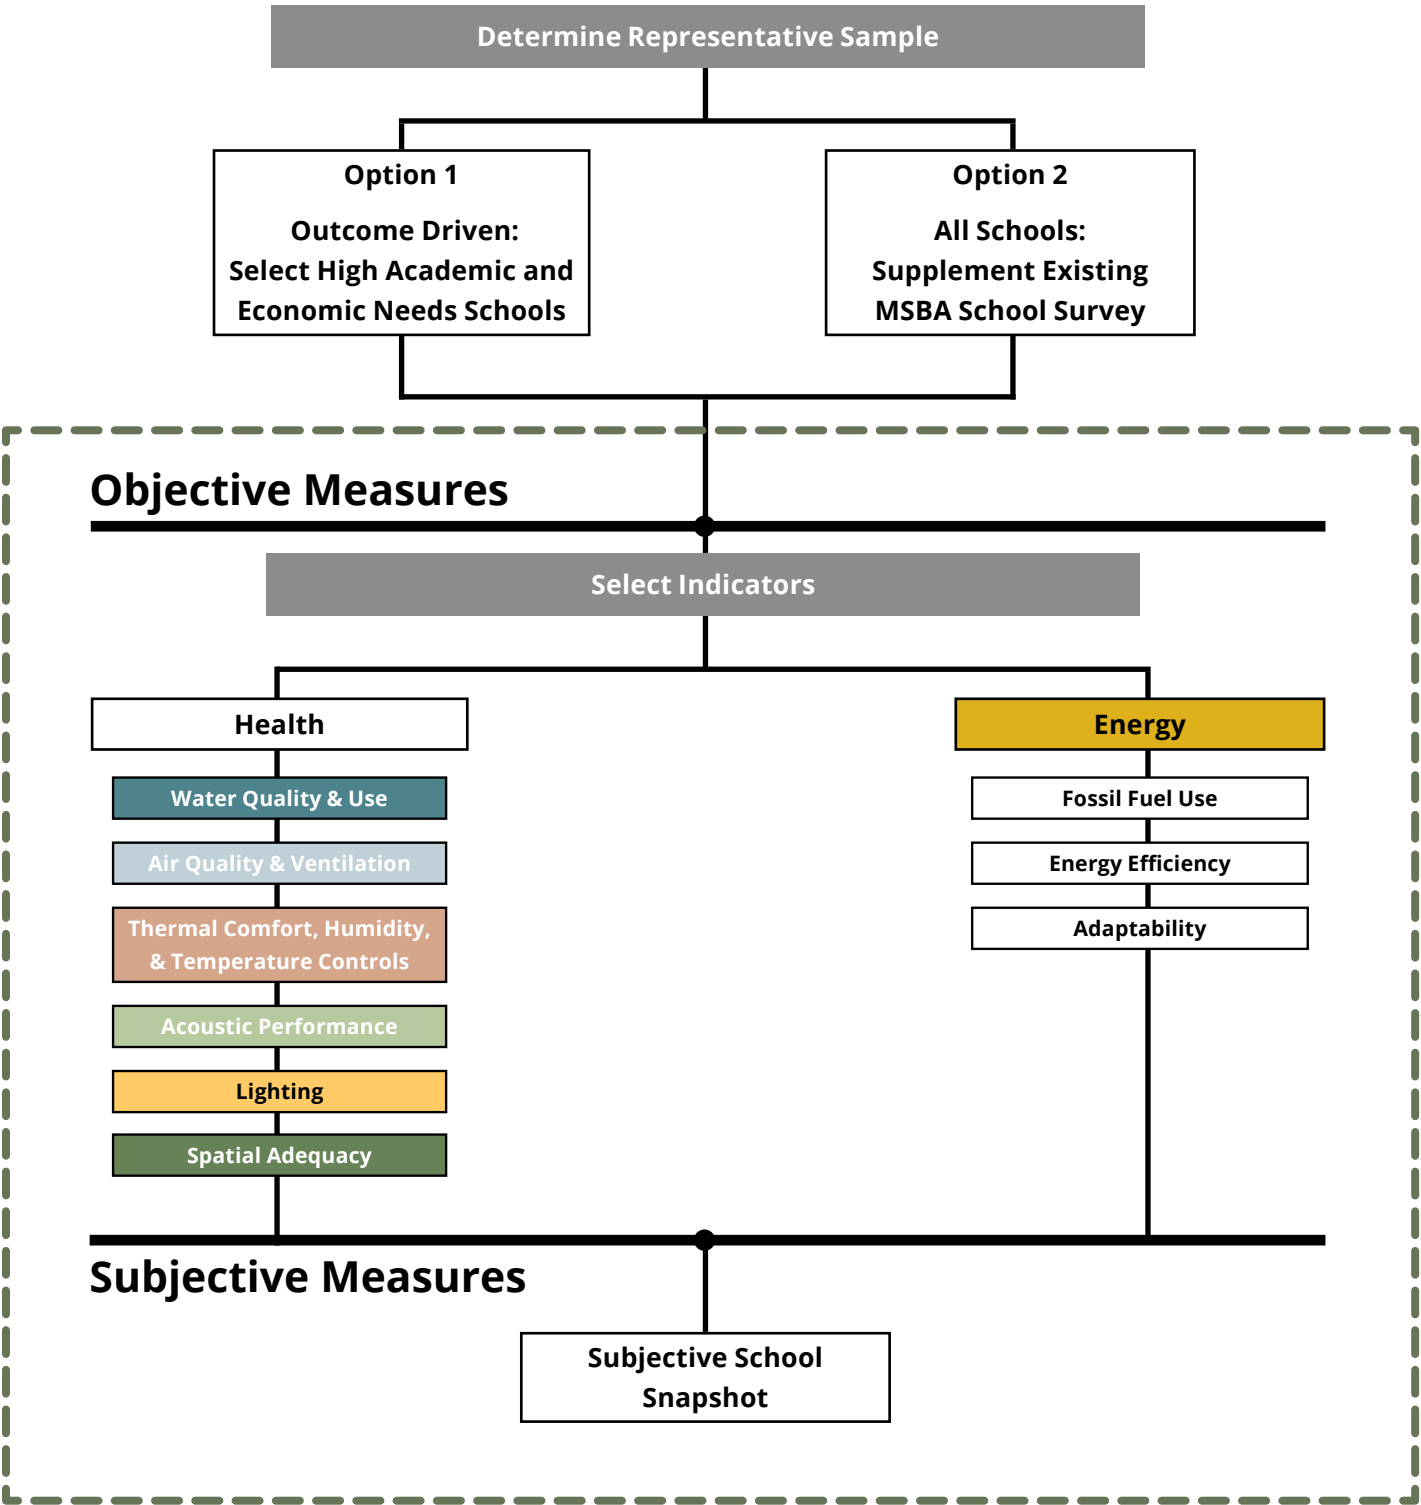 Determine Representative Sample
Option 1
Outcome Driven:
Select High Academic and
Economic Needs Schools
Option 2
All Schools:
Supplement Existing
MSBA School Survey
Objective Measures
Select Indicators
Health
Water Quality & Use
Air Quality & Ventilation
Thermal Comfort, Humidity,
& Temperature Controls
Acoustic Performance
Lighting
Spatial Adequacy
Energy
Fossil Fuel Use
Energy Efficiency
Adaptability
Subjective Measures
Subjective School
Snapshot